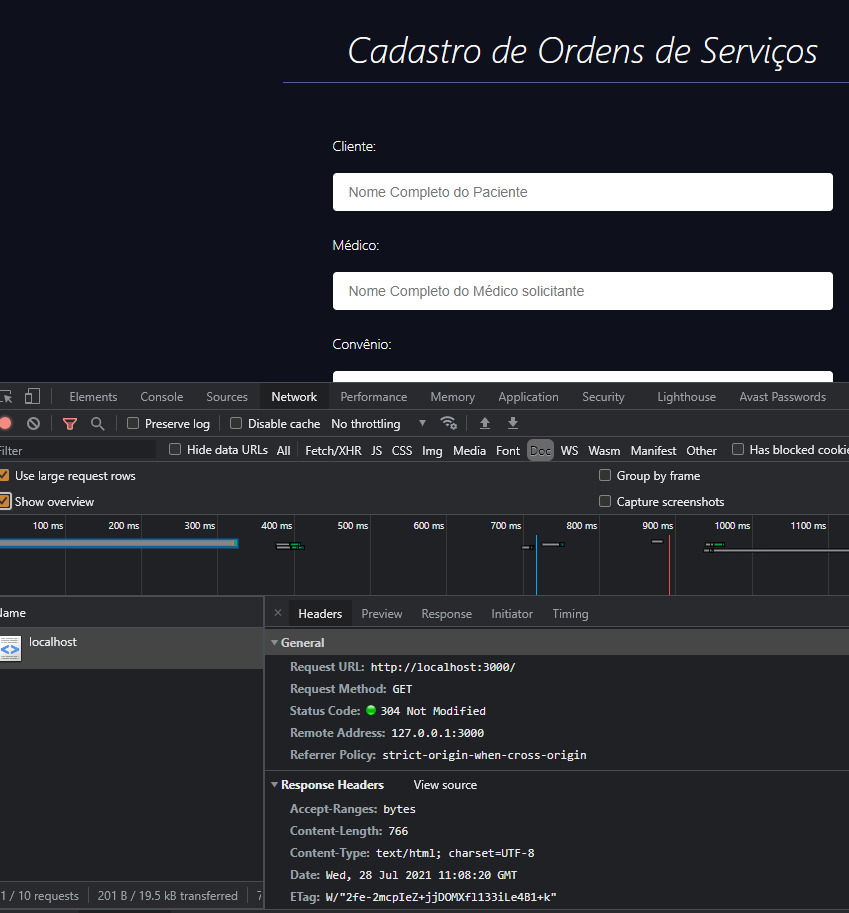 Cadastro de Ordens de Serviços
Cliente:
Nome Completo do Paciente
Médico:
Nome Completo do Médico solicitante
Convênio:
Elements Console Sources Network Performance Memory Application Security Lighthouse Avast Passwords
Preserve log Disable cache No throttling
Filter Hide data URLs All Fetch/XHR JS CSS Img Media Font Doc WS Wasm Manifest Other Has blocked cookie
Use large request rows Group by frame
Show overview Capture screenshots
100 ms 200 ms 300 ms 400 ms 500 ms 600 ms 700 ms 800 ms 900 ms 1000 ms 1100 ms
Name × Headers Preview Response Initiator Timing
localhost
General
Request URL: http://localhost:3000/
Request Method: GET
Status Code: 304 Not Modified
Remote Address: 127.0.0.1:3000
Referrer Policy: strict-origin-when-cross-origin
Response Headers View source
Accept-Ranges: bytes
Content-Length: 766
Content-Type: text/html; charset=UTF-8
Date: Wed, 28 Jul 2021 11:08:20 GMT
ETag: W/"2fe-2mcpIeZ+jjDOMXfl133iLe4B1+k"
1 / 10 requests 201 B / 19.5 kB transferred 7